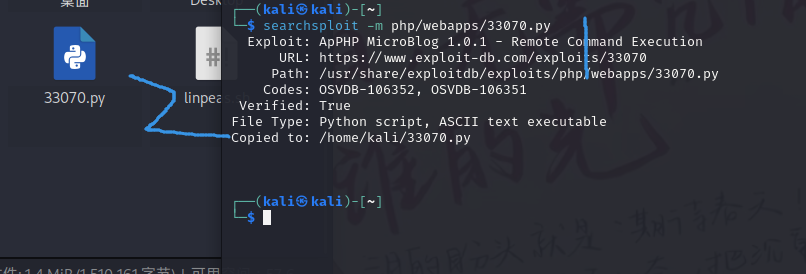 桌面
Desk
33070.py
linpeas.sh
┌──(kali㉿kali)-[~]
└─$ searchsploit -m php/webapps/33070.py
Exploit: ApPHP MicroBlog 1.0.1 - Remote Command Execution
URL: https://www.exploit-db.com/exploits/33070
Path: /usr/share/exploitdb/exploits/php/webapps/33070.py
Codes: OSVDB-106352, OSVDB-106351
Verified: True
File Type: Python script, ASCII text executable
Copied to: /home/kali/33070.py
┌──(kali㉿kali)-[~]
└─$
件: 1.4 MiB (1,510,161 字节) | 可用